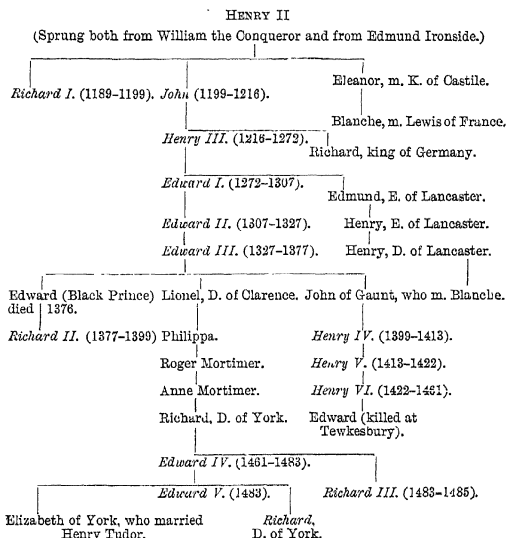 HENRY II
(Sprung both from William the Conqueror and from Edmund Ironside.)
Richard I. (1189-1199). John (1199-1216). Eleanor, m. K. of Castile.
Blanche, m. Lewis of France.
Henry III. (1216-1272).
Richard, king of Germany.
Edward I. (1272-1307).
Edmund, E. of Lancaster.
Edward II. (1307-1327). Henry, E. of Lancaster.
Edward III. (1327-1377). Henry, D. of Lancaster.
Edward (Black Prince) Lionel, D. of Clarence. John of Gaunt, who m. Blanche.
died 1376.
Richard II. (1377-1399) Philippa. Henry IV. (1399-1413).
Roger Mortimer. Henry V. (1413-1422).
Anne Mortimer. Henry VI. (1422-1461).
Richard, D. of York. Edward (killed at
Tewkesbury).
Edward IV. (1461-1483).
Edward V. (1483). Richard III. (1483-1485).
Elizabeth of York, who married Richard,
Henry Tudor. D. of York.